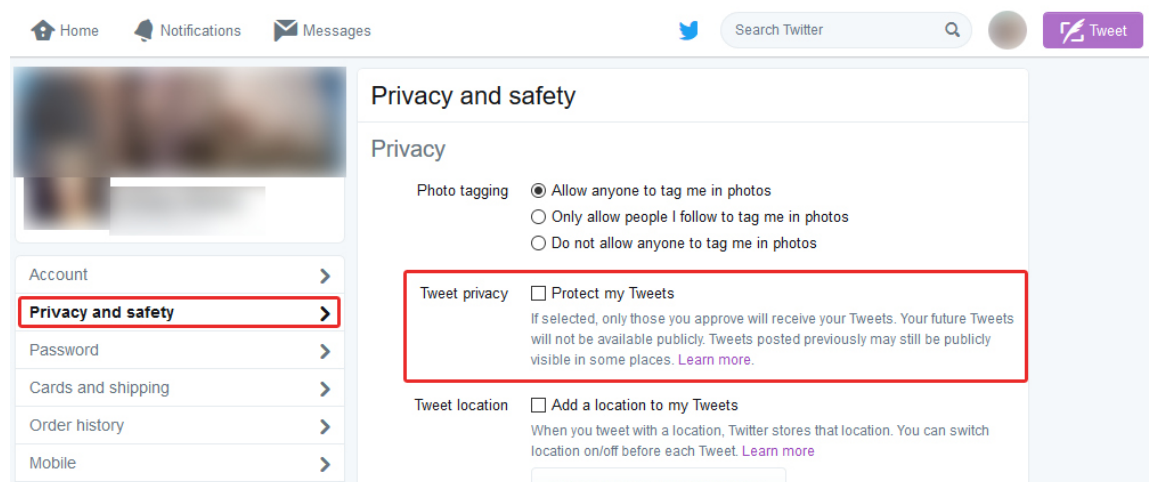 Home Notifications Messages Search Twitter Tweet
Privacy and safety
Privacy
Photo tagging Allow anyone to tag me in photos
Only allow people I follow to tag me in photos
Do not allow anyone to tag me in photos
Account
Privacy and safety
Password
Cards and shipping
Order history
Mobile
Tweet privacy Protect my Tweets
If selected, only those you approve will receive your Tweets. Your future Tweets
will not be available publicly. Tweets posted previously may still be publicly
visible in some places. Learn more.
Tweet location Add a location to my Tweets
When you tweet with a location, Twitter stores that location. You can switch
location on/off before each Tweet. Learn more